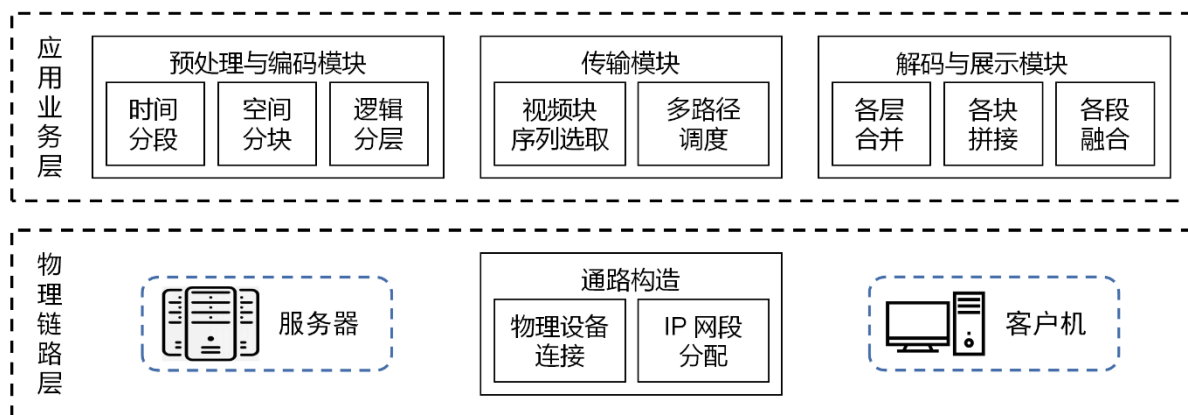 应用业务层
预处理与编码模块
时间
分段
空间
分块
逻辑
分层
传输模块
视频块
序列选取
多路径
调度
解码与展示模块
各层
合并
各块
拼接
各段
融合
物理链路层
服务器
通路构造
物理设备
连接
IP 网段
分配
客户机